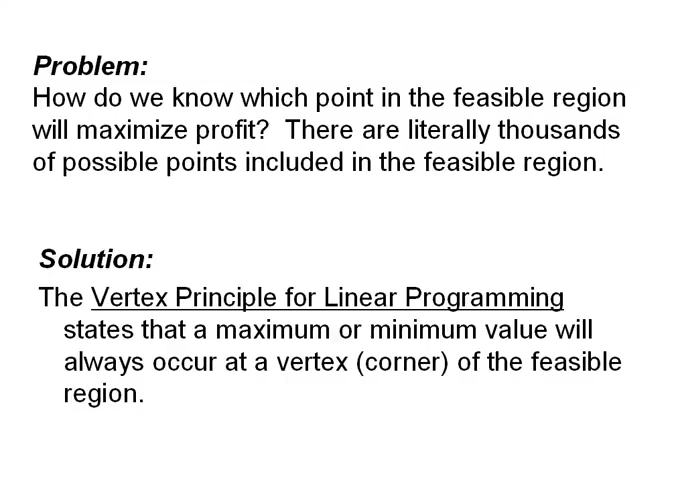 Problem:
How do we know which point in the feasible region
will maximize profit?  There are literally thousands
of possible points included in the feasible region.
Solution:
The Vertex Principle for Linear Programming
states that a maximum or minimum value will
always occur at a vertex (corner) of the feasible
region.